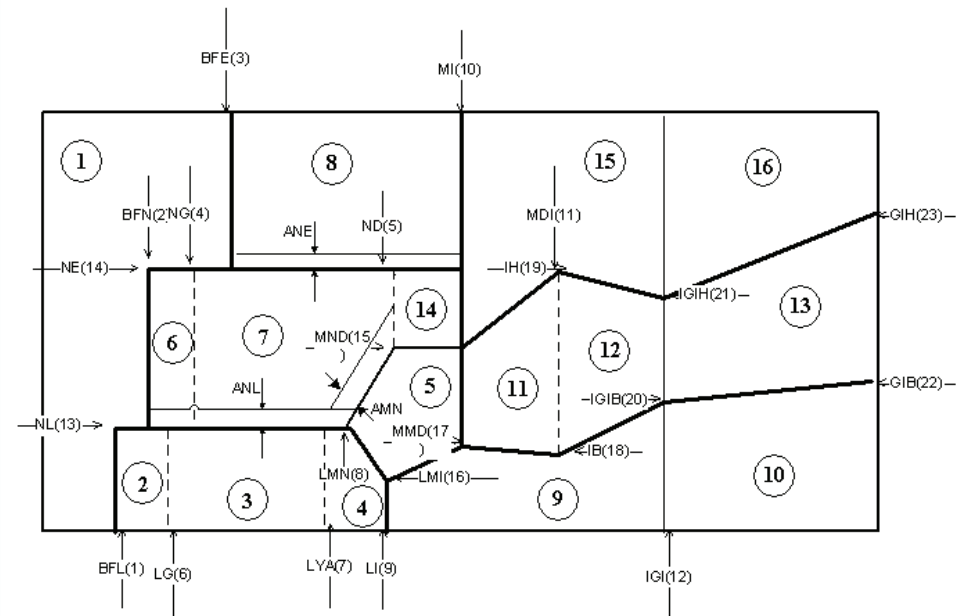 BFE(3)
MI(10)
1
8
15
16
BFN(2)
NG(4)
ANE
ND(5)
MDI(11)
GIH(23)
NE(14)
IH(19)
IGIH(21)
13
14
6
7
MND(15
)
12
5
11
ANL
AMN
IGIB(20)
GIB(22)
NL(13)
MMD(17
)
IB(18)
LMN(8)
LMI(16)
2
3
4
9
10
BFL(1)
LG(6)
LYA(7)
LI(9)
IGI(12)